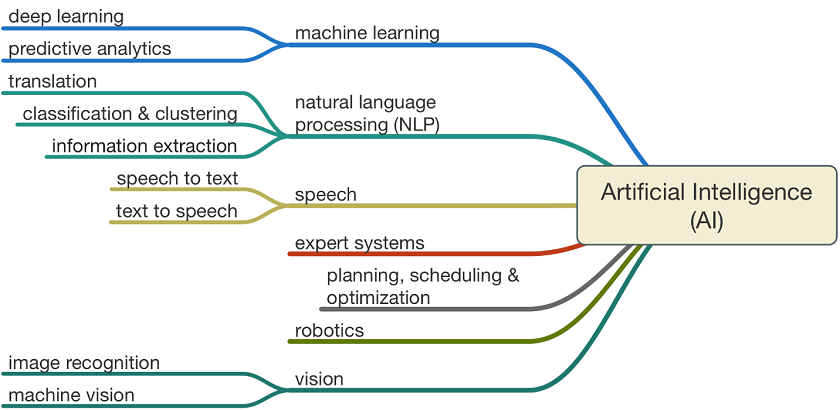 deep learning
predictive analytics
machine learning
translation
classification & clustering
information extraction
natural language
processing (NLP)
speech to text
text to speech
speech
expert systems
planning, scheduling &
optimization
robotics
image recognition
machine vision
vision
Artificial Intelligence
(AI)